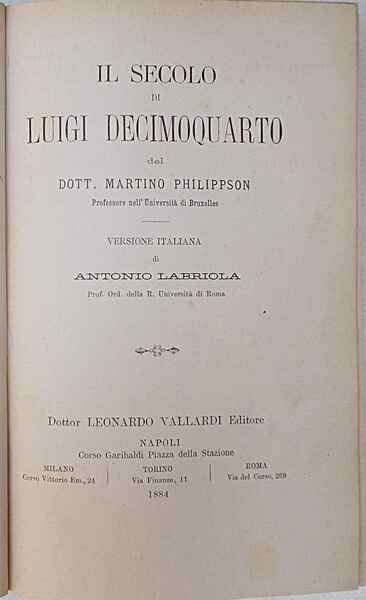 IL SECOLO
DI
LUIGI DECIMOQUARTO
del
DOTT. MARTINO PHILIPPSON
Professore nell'Università di Bruxelles
VERSIONE ITALIANA
di
ANTONIO LABRIOLA
Prof. Ord. della R. Università di Roma
Dottor LEONARDO VALLARDI Editore
NAPOLI
Corso Garibaldi Piazza della Stazione
MILANO
Corso Vittorio Em., 24
TORINO
Via Finanze, 11
ROMA
Via del Corso, 269
1884